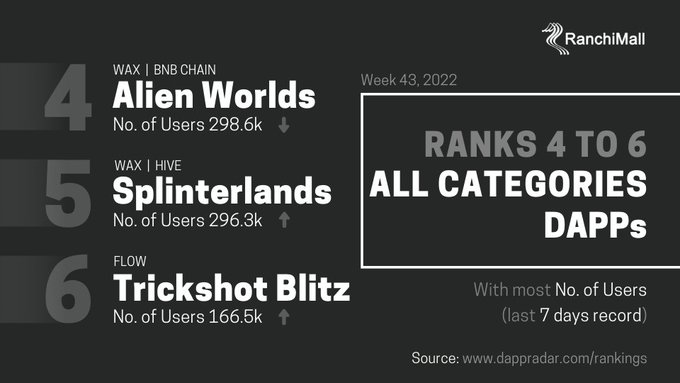 RanchiMall
4
WAX | BNB CHAIN
Alien Worlds
No. of Users 298.6k ↓
5
WAX | HIVE
Splinterlands
No. of Users 296.3k ↑
6
FLOW
Trickshot Blitz
No. of Users 166.5k ↑
Week 43, 2022
RANKS 4 TO 6
ALL CATEGORIES
DAPPs
With most No. of Users
(last 7 days record)
Source: www.dappradar.com/rankings